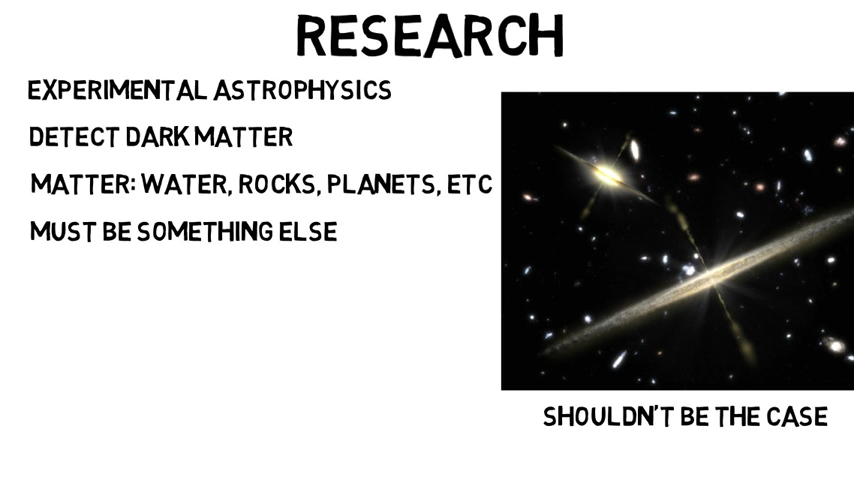 RESEARCH
EXPERIMENTAL ASTROPHYSICS
DETECT DARK MATTER
MATTER: WATER, ROCKS, PLANETS, ETC
MUST BE SOMETHING ELSE
SHOULDN'T BE THE CASE